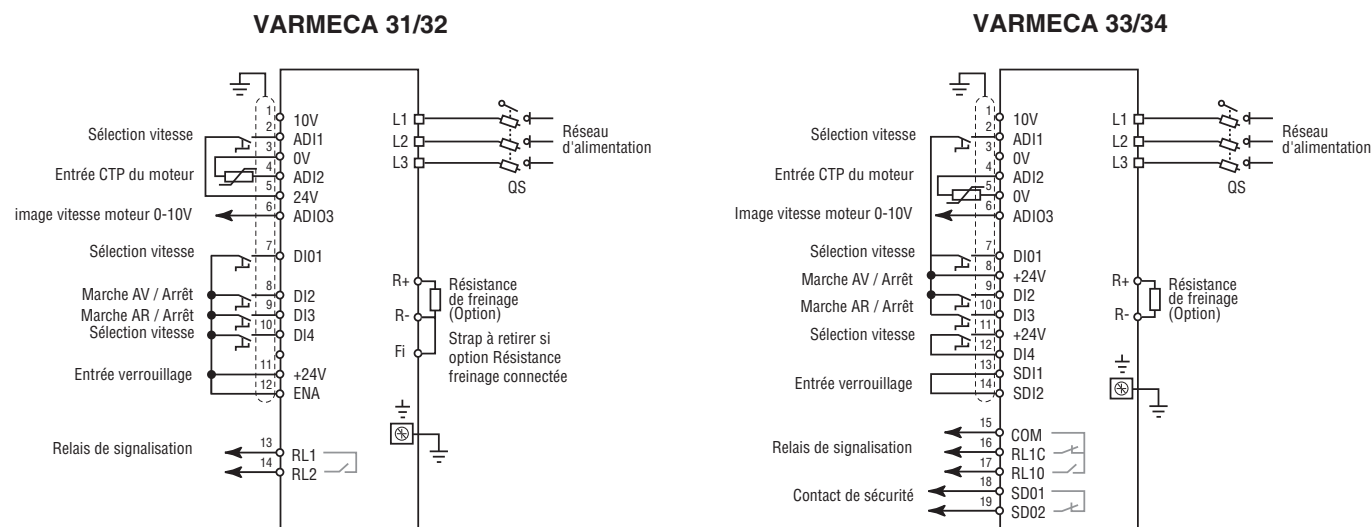 VARMECA 31/32
1
10V
Sélection vitesse
2
ADI1
3
0V
Entrée CTP du moteur
4
ADI2
5
24V
image vitesse moteur 0-10V
6
ADIO3
Sélection vitesse
7
DI01
Marche AV / Arrêt
8
DI2
Marche AR / Arrêt
9
DI3
Sélection vitesse
10
DI4
Entrée verrouillage
11
+24V
12
ENA
Relais de signalisation
13
RL1
14
RL2
L1
L2
L3
QS
Réseau
d'alimentation
R+
R-
Fi
Résistance
de freinage
(Option)
Strap à retirer si
option Résistance
freinage connectée
VARMECA 33/34
1
10V
Sélection vitesse
2
ADI1
3
0V
Entrée CTP du moteur
4
ADI2
5
0V
Image vitesse moteur 0-10V
6
ADIO3
Sélection vitesse
7
DI01
8
+24V
Marche AV / Arrêt
9
DI2
Marche AR / Arrêt
10
DI3
Sélection vitesse
11
+24V
12
DI4
Entrée verrouillage
13
SDI1
14
SDI2
Relais de signalisation
15
COM
16
RL1C
17
RL10
Contact de sécurité
18
SD01
19
SD02
L1
L2
L3
QS
Réseau
d'alimentation
R+
R-
Résistance
de freinage
(Option)